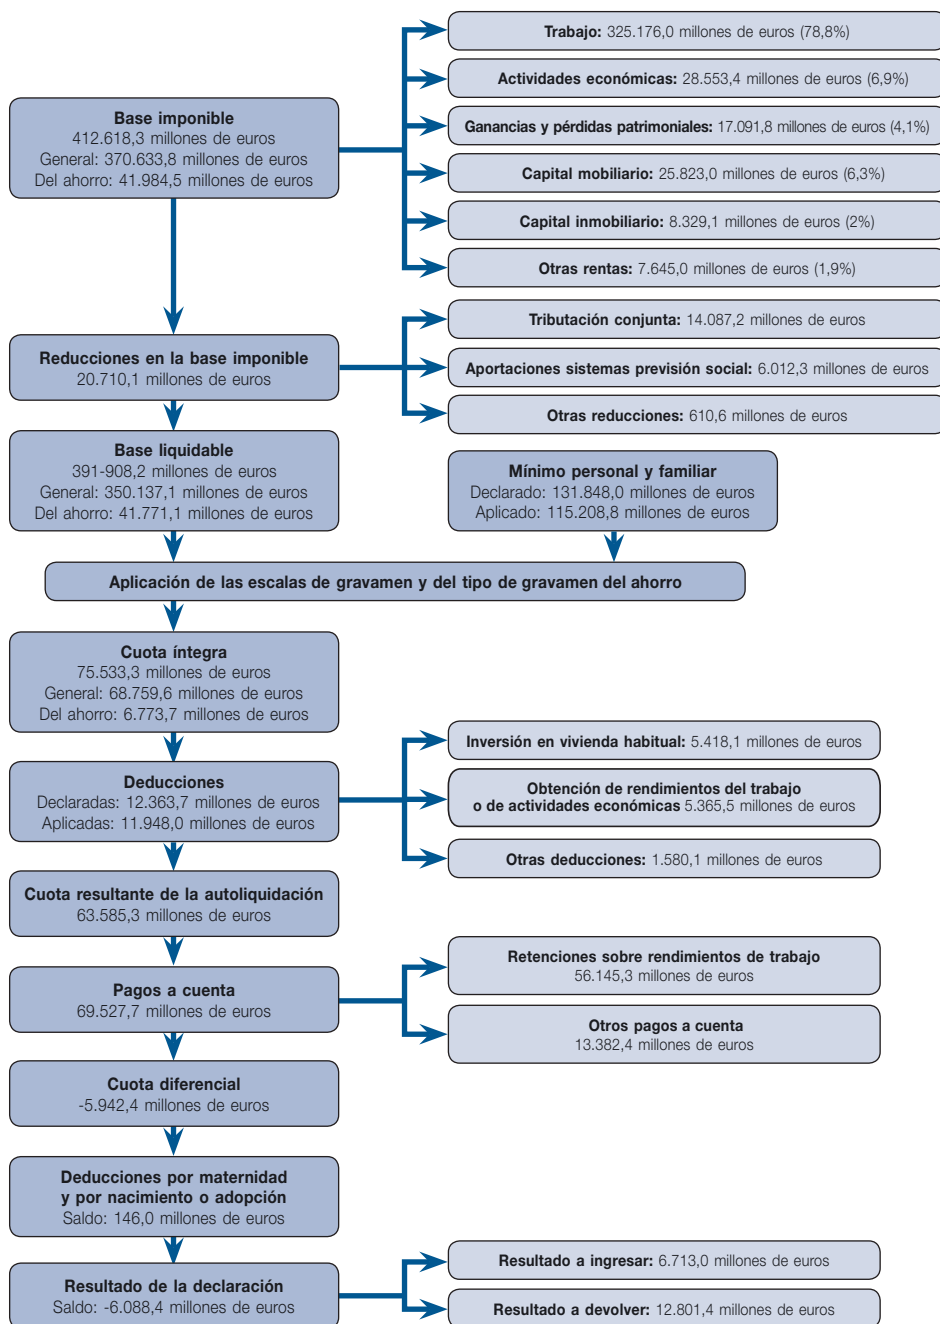 Trabajo: 325.176,0 millones de euros (78,8%)
Actividades económicas: 28.553,4 millones de euros (6,9%)
Base imponible
412.618,3 millones de euros
General: 370.633,8 millones de euros
Del ahorro: 41.984,5 millones de euros
Ganancias y pérdidas patrimoniales: 17.091,8 millones de euros (4,1%)
Capital mobiliario: 25.823,0 millones de euros (6,3%)
Capital inmobiliario: 8.329,1 millones de euros (2%)
Otras rentas: 7.645,0 millones de euros (1,9%)
Reducciones en la base imponible
20.710,1 millones de euros
Tributación conjunta: 14.087,2 millones de euros
Aportaciones sistemas previsión social: 6.012,3 millones de euros
Otras reducciones: 610,6 millones de euros
Base liquidable
391-908,2 millones de euros
General: 350.137,1 millones de euros
Del ahorro: 41.771,1 millones de euros
Mínimo personal y familiar
Declarado: 131.848,0 millones de euros
Aplicado: 115.208,8 millones de euros
Aplicación de las escalas de gravamen y del tipo de gravamen del ahorro
Cuota íntegra
75.533,3 millones de euros
General: 68.759,6 millones de euros
Del ahorro: 6.773,7 millones de euros
Deducciones
Declaradas: 12.363,7 millones de euros
Aplicadas: 11.948,0 millones de euros
Inversión en vivienda habitual: 5.418,1 millones de euros
Obtención de rendimientos del trabajo
o de actividades económicas 5.365,5 millones de euros
Otras deducciones: 1.580,1 millones de euros
Cuota resultante de la autoliquidación
63.585,3 millones de euros
Pagos a cuenta
69.527,7 millones de euros
Retenciones sobre rendimientos de trabajo
56.145,3 millones de euros
Otros pagos a cuenta
13.382,4 millones de euros
Cuota diferencial
-5.942,4 millones de euros
Deducciones por maternidad
y por nacimiento o adopción
Saldo: 146,0 millones de euros
Resultado de la declaración
Saldo: -6.088,4 millones de euros
Resultado a ingresar: 6.713,0 millones de euros
Resultado a devolver: 12.801,4 millones de euros